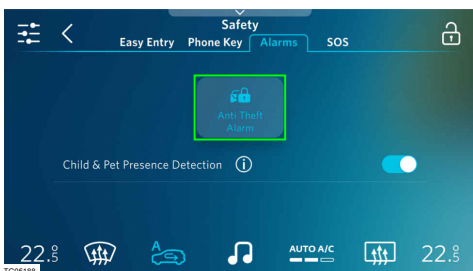 Safety
Easy Entry Phone Key Alarms SOS
Anti Theft
Alarm
Child & Pet Presence Detection i
22.5° A AUTO A/C 22.5°
TC05188